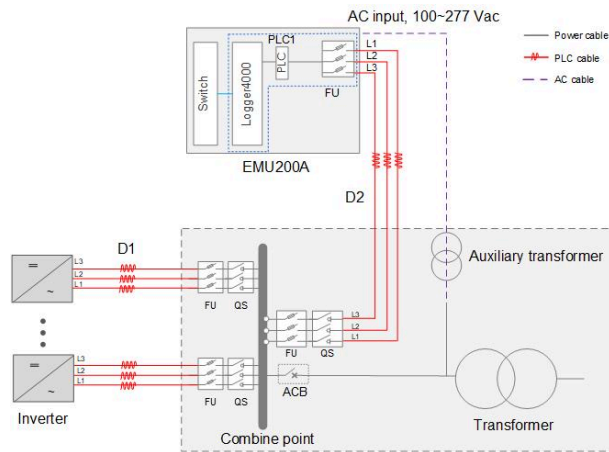 AC input, 100~277 Vac
Power cable
PLC cable
AC cable
PLC1
L1
L2
L3
PLC
FU
Switch
Logger4000
EMU200A
D2
D1
Auxiliary transformer
L3
L2
L1
FU QS
L3
L2
L1
FU QS
L3
L2
L1
FU QS
ACB
Inverter
Combine point
Transformer